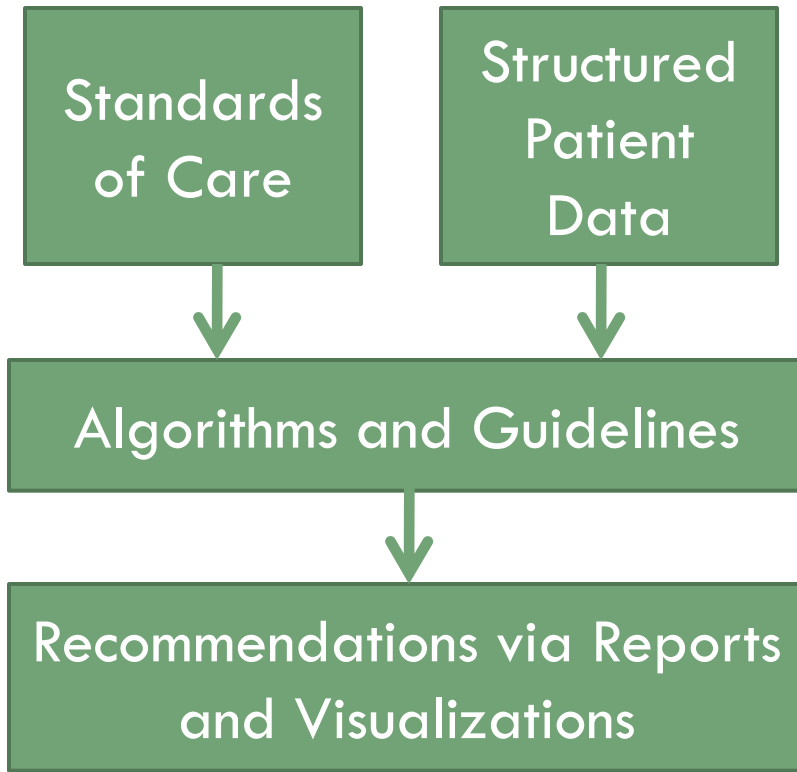 Standards
of Care
Structured
Patient
Data
Algorithms and Guidelines
Recommendations via Reports
and Visualizations